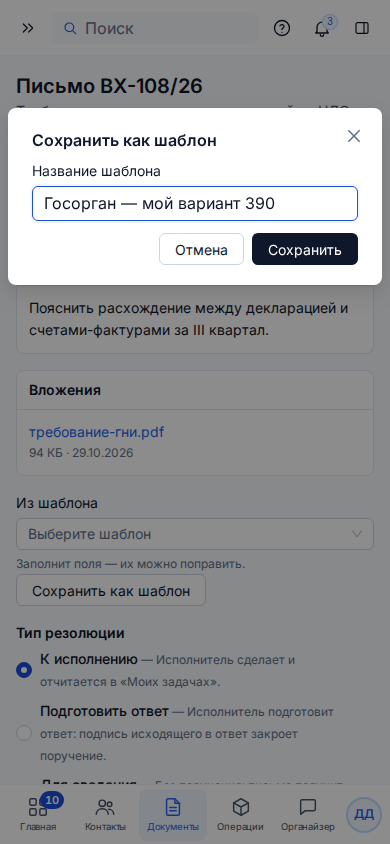 Поиск
3
Письмо ВХ-108/26
Сохранить как шаблон
Название шаблона
Госорган — мой вариант 390
Отмена
Сохранить
Пояснить расхождение между декларацией и
счетами-фактурами за III квартал.
Вложения
требование-гни.pdf
94 КБ · 29.10.2026
Из шаблона
Выберите шаблон
Заполнит поля — их можно поправить.
Сохранить как шаблон
Тип резолюции
К исполнению — Исполнитель сделает и
отчитается в «Моих задачах».
Подготовить ответ — Исполнитель подготовит
ответ: подпись исходящего в ответ закроет
поручение.
10
Главная
Контакты
Документы
Операции
Органайзер
ДД